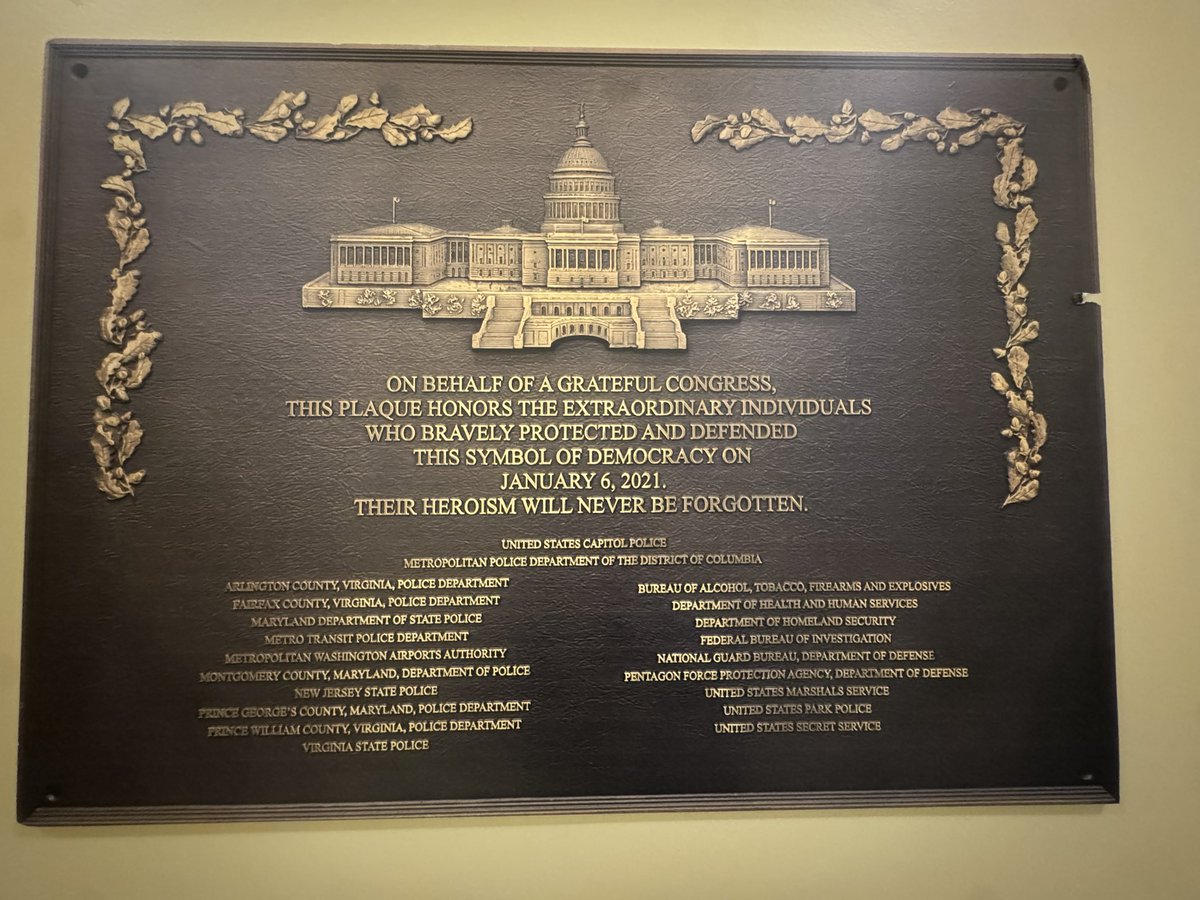 ON BEHALF OF A GRATEFUL CONGRESS,
THIS PLAQUE HONORS THE EXTRAORDINARY INDIVIDUALS
WHO BRAVELY PROTECTED AND DEFENDED
THIS SYMBOL OF DEMOCRACY ON
JANUARY 6, 2021.
THEIR HEROISM WILL NEVER BE FORGOTTEN.
UNITED STATES CAPITOL POLICE
METROPOLITAN POLICE DEPARTMENT OF THE DISTRICT OF COLUMBIA
ARLINGTON COUNTY, VIRGINIA, POLICE DEPARTMENT
FAIRFAX COUNTY, VIRGINIA, POLICE DEPARTMENT
MARYLAND DEPARTMENT OF STATE POLICE
METRO TRANSIT POLICE DEPARTMENT
METROPOLITAN WASHINGTON AIRPORTS AUTHORITY
MONTGOMERY COUNTY, MARYLAND, DEPARTMENT OF POLICE
NEW JERSEY STATE POLICE
PRINCE GEORGE'S COUNTY, MARYLAND, POLICE DEPARTMENT
PRINCE WILLIAM COUNTY, VIRGINIA, POLICE DEPARTMENT
VIRGINIA STATE POLICE
BUREAU OF ALCOHOL, TOBACCO, FIREARMS AND EXPLOSIVES
DEPARTMENT OF HEALTH AND HUMAN SERVICES
DEPARTMENT OF HOMELAND SECURITY
FEDERAL BUREAU OF INVESTIGATION
NATIONAL GUARD BUREAU, DEPARTMENT OF DEFENSE
PENTAGON FORCE PROTECTION AGENCY, DEPARTMENT OF DEFENSE
UNITED STATES MARSHALS SERVICE
UNITED STATES PARK POLICE
UNITED STATES SECRET SERVICE